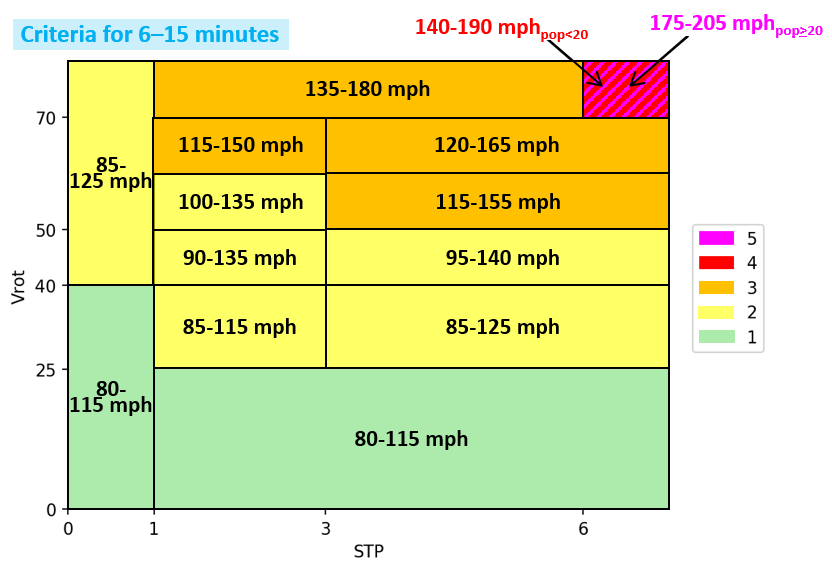 Criteria for 6–15 minutes
140-190 mph pop<20
175-205 mph pop≥20
135-180 mph
70
115-150 mph
120-165 mph
85-
125 mph
100-135 mph
115-155 mph
50
90-135 mph
95-140 mph
5
4
3
2
1
40
Vrot
85-115 mph
85-125 mph
25
80-
115 mph
80-115 mph
0
0
1
3
6
STP